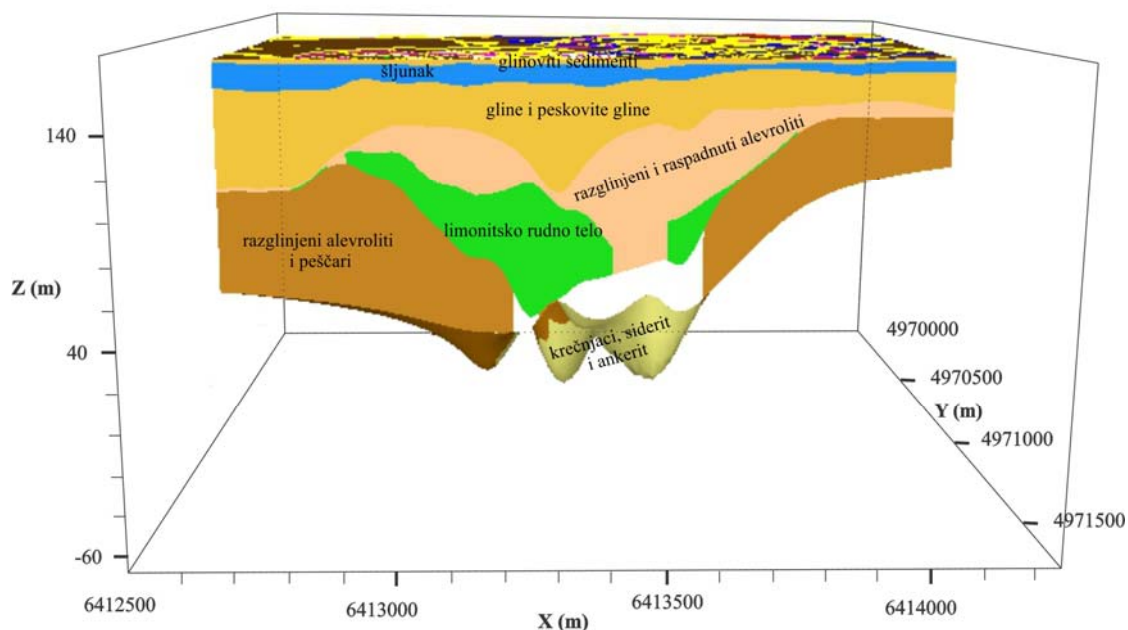 glinoviti sedimenti
šljunak
gline i peskovite gline
140
razglinjeni i raspadnuti alevroliti
limonitsko rudno telo
razglinjeni alevroliti
i peščari
Z (m)
40
krečnjaci, siderit
i ankerit
4970000
4970500
Y (m)
4971000
4971500
-60
6412500
6413000
X (m)
6413500
6414000